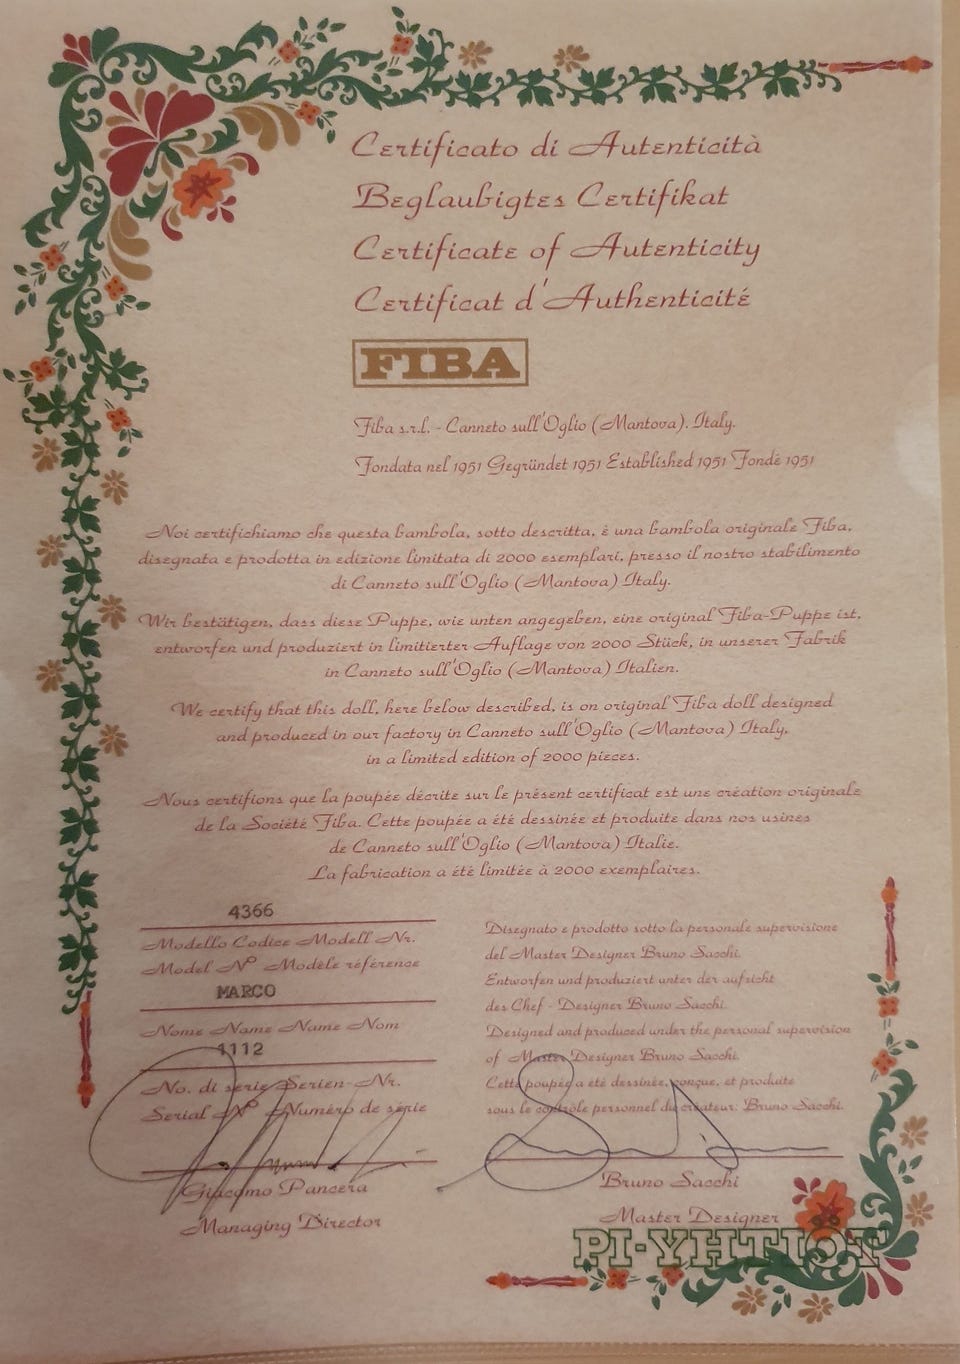 Certificato di Autenticità
Beglaubigtes Certifikat
Certificate of Autenticity
Certificat d'Authenticité
FIBA
Fiba s.r.l. - Canneto sull'Oglio (Mantova). Italy.
Fondata nel 1951 Gegründet 1951 Established 1951 Fondé 1951
Noi certifichiamo che questa bambola, sotto descritta, è una bambola originale Fiba,
disegnata e prodotta in edizione limitata di 2000 esemplari, presso il nostro stabilimento
di Canneto sull'Oglio (Mantova) Italy.
Wir bestätigen, dass diese Puppe, wie unten angegeben, eine original Fiba-Puppe ist,
entworfen und produziert in limitierter Auflage von 2000 Stück, in unserer Fabrik
in Canneto sull'Oglio (Mantova) Italien.
We certify that this doll, here below described, is on original Fiba doll designed
and produced in our factory in Canneto sull'Oglio (Mantova) Italy,
in a limited edition of 2000 pieces.
Nous certifions que la poupée décrite sur le présent certificat est une création originale
de la Société Fiba. Cette poupée a été dessinée et produite dans nos usines
de Canneto sull'Oglio (Mantova) Italie.
La fabrication a été limitée à 2000 exemplaires.
4366
Modello Codice Modell Nr.
Model N° Modèle référence
MARCO
Nome Name Name Nom
1112
No. di serie Serien-Nr.
Serial N° Numéro de série
Giacomo Pancera
Managing Director
Disegnato e prodotto sotto la personale supervisione
del Master Designer Bruno Sacchi.
Entworfen und produziert unter der aufsicht
des Chef - Designer Bruno Sacchi.
Designed and produced under the personal supervision
of Master Designer Bruno Sacchi.
Cette poupée a été dessinée, conçue, et produite
sous le contrôle personnel du créateur: Bruno Sacchi.
Bruno Sacchi
Master Designer
PI-YHTIÖT